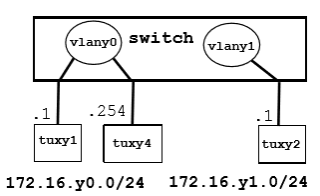 vlany0 switch vlany1
.1 .254 .1
tuxy1 tuxy4 tuxy2
172.16.y0.0/24 172.16.y1.0/24